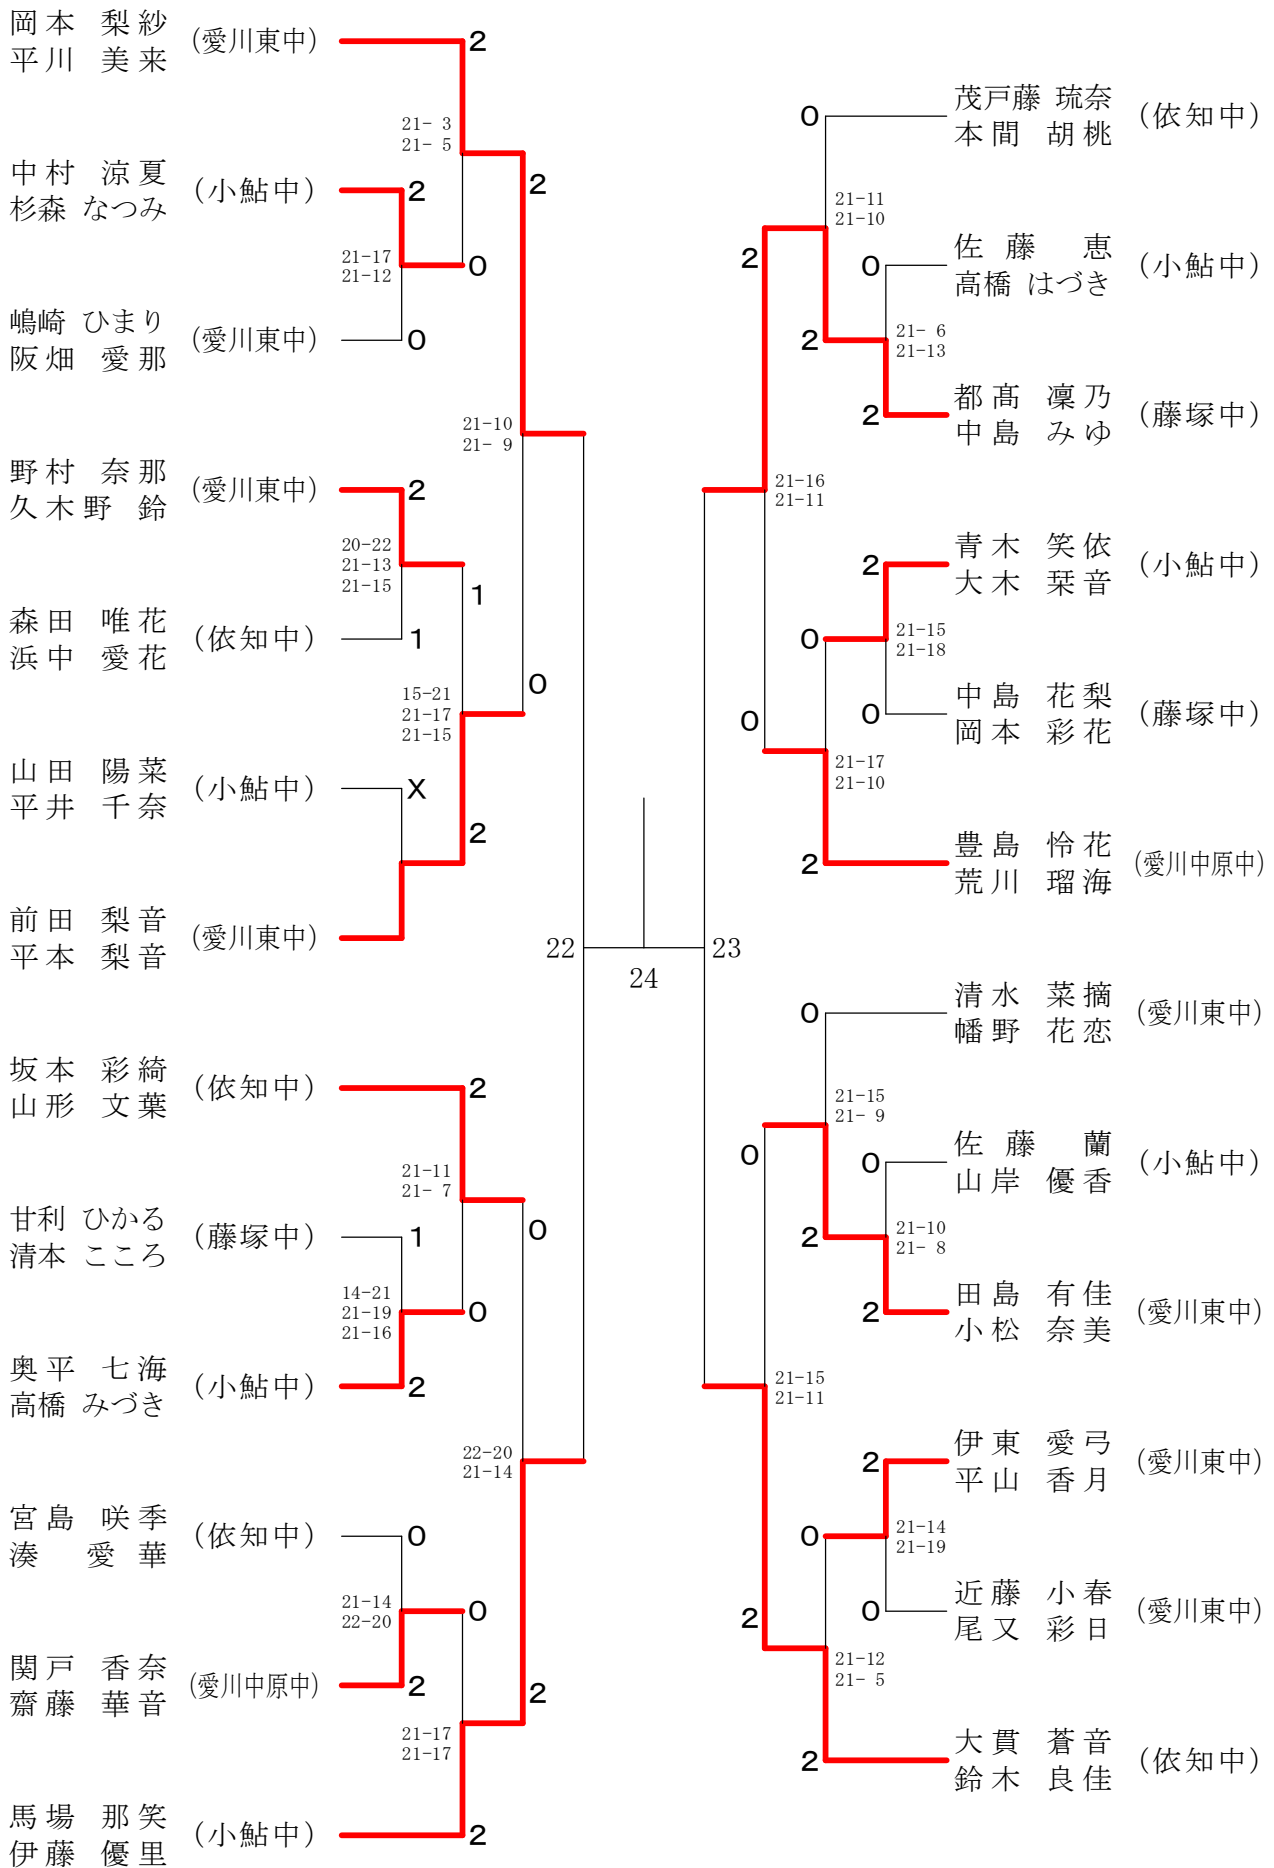 岡本 梨紗
平川 美来
(愛川東中)
2
21- 3
21- 5
中村 涼夏
杉森 なつみ
(小鮎中)
2
2
21-17
21-12
0
嶋崎 ひまり
阪畑 愛那
(愛川東中)
0
21-10
21- 9
野村 奈那
久木野 鈴
(愛川東中)
2
20-22
21-13
21-15
1
森田 唯花
浜中 愛花
(依知中)
1
15-21
21-17
21-15
0
山田 陽菜
平井 千奈
(小鮎中)
X
2
前田 梨音
平本 梨音
(愛川東中)
22
23
24
坂本 彩綺
山形 文葉
(依知中)
2
21-11
21- 7
甘利 ひかる
清本 こころ
(藤塚中)
1
0
14-21
21-19
21-16
0
奥平 七海
高橋 みづき
(小鮎中)
2
22-20
21-14
宮島 咲季
湊 愛華
(依知中)
0
21-14
22-20
0
関戸 香奈
齋藤 華音
(愛川中原中)
2
2
21-17
21-17
馬場 那笑
伊藤 優里
(小鮎中)
2
0
茂戸藤 琉奈
本間 胡桃
(依知中)
21-11
21-10
2
0
佐藤 恵
高橋 はづき
(小鮎中)
2
21- 6
21-13
2
都髙 凜乃
中島 みゆ
(藤塚中)
21-16
21-11
2
青木 笑依
大木 栞音
(小鮎中)
0
21-15
21-18
0
0
中島 花梨
岡本 彩花
(藤塚中)
21-17
21-10
2
豊島 怜花
荒川 瑠海
(愛川中原中)
0
清水 菜摘
幡野 花恋
(愛川東中)
21-15
21- 9
0
0
佐藤 蘭
山岸 優香
(小鮎中)
2
21-10
21- 8
2
田島 有佳
小松 奈美
(愛川東中)
21-15
21-11
2
伊東 愛弓
平山 香月
(愛川東中)
0
21-14
21-19
2
0
近藤 小春
尾又 彩日
(愛川東中)
21-12
21- 5
2
大貫 蒼音
鈴木 良佳
(依知中)